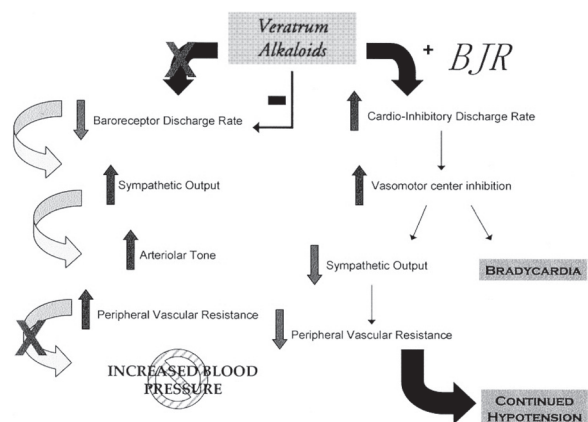 Veratrum
Alkaloids
X
+ BJR
Baroreceptor Discharge Rate
Sympathetic Output
Arteriolar Tone
Peripheral Vascular Resistance
X
INCREASED BLOOD
PRESSURE
Cardio-Inhibitory Discharge Rate
Vasomotor center inhibition
Sympathetic Output
BRADYCARDIA
Peripheral Vascular Resistance
CONTINUED
HYPOTENSION